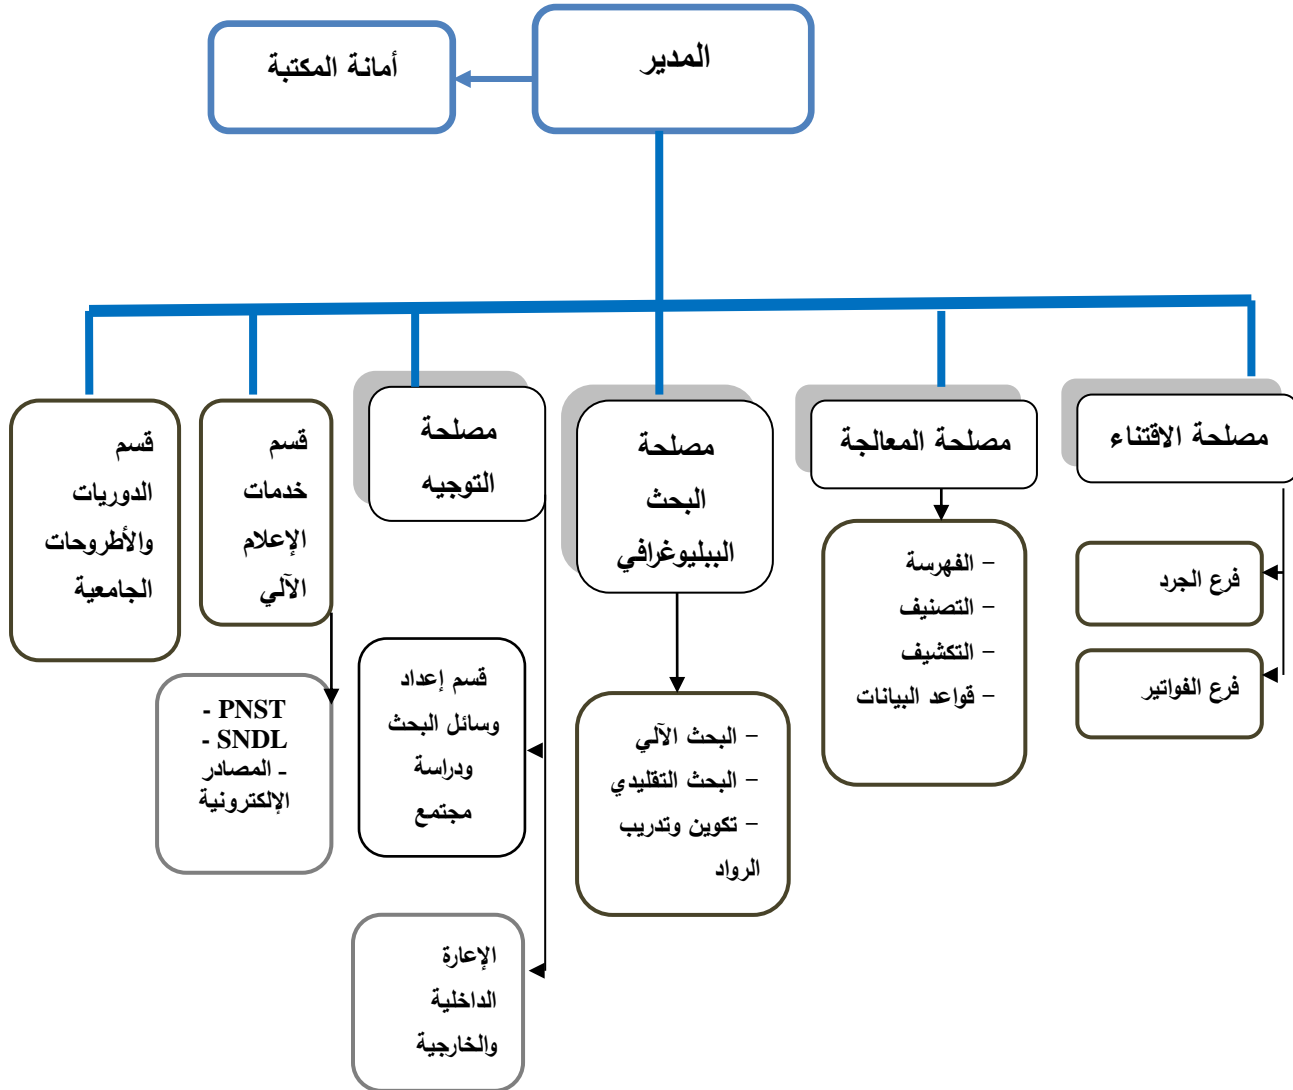 المدير
أمانة المكتبة
مصلحة الاقتناء
فرع الجرد
فرع الفواتير
مصلحة المعالجة
– الفهرسة
– التصنيف
– التكشيف
– قواعد البيانات
مصلحة
البحث
الببليوغرافي
– البحث الآلي
– البحث التقليدي
– تكوين وتدريب
الرواد
مصلحة
التوجيه
قسم إعداد
وسائل البحث
ودراسة
مجتمع
الإعارة
الداخلية
والخارجية
قسم
خدمات
الإعلام
الآلي
- PNST
- SNDL
- المصادر
الإلكترونية
قسم
الدوريات
والأطروحات
الجامعية